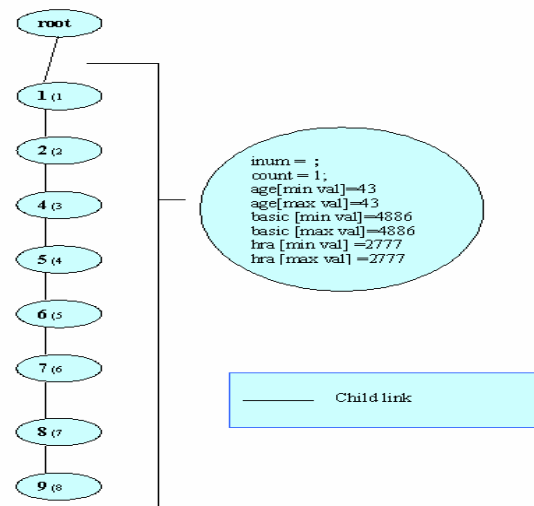 root
1 (1
2 (2
4 (3
5 (4
6 (5
7 (6
8 (7
9 (8
inum = ;
count = 1;
age[min val]=43
age[max val]=43
basic [min val]=4886
basic [max val]=4886
hra [min val] =2777
hra [max val] =2777
Child link